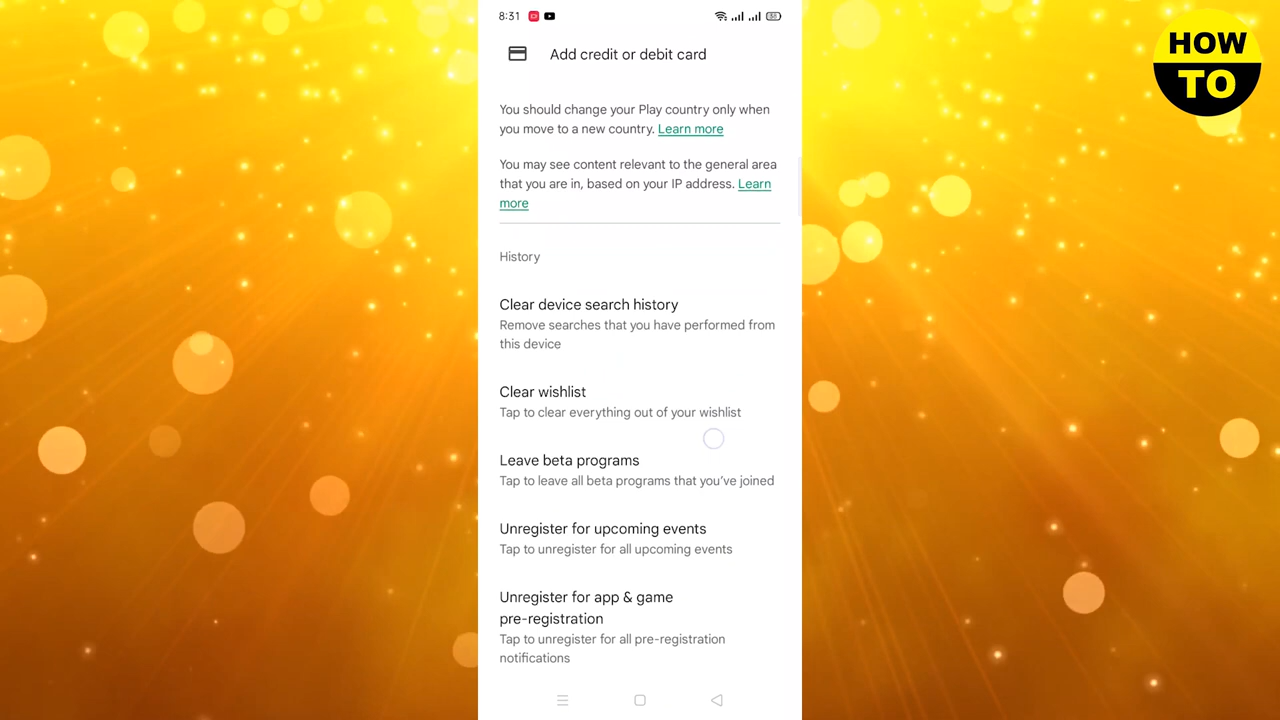 8:31
HOW
TO
Add credit or debit card
You should change your Play country only when
you move to a new country. Learn more
You may see content relevant to the general area
that you are in, based on your IP address. Learn
more
History
Clear device search history
Remove searches that you have performed from
this device
Clear wishlist
Tap to clear everything out of your wishlist
Leave beta programs
Tap to leave all beta programs that you've joined
Unregister for upcoming events
Tap to unregister for all upcoming events
Unregister for app & game
pre-registration
Tap to unregister for all pre-registration
notifications